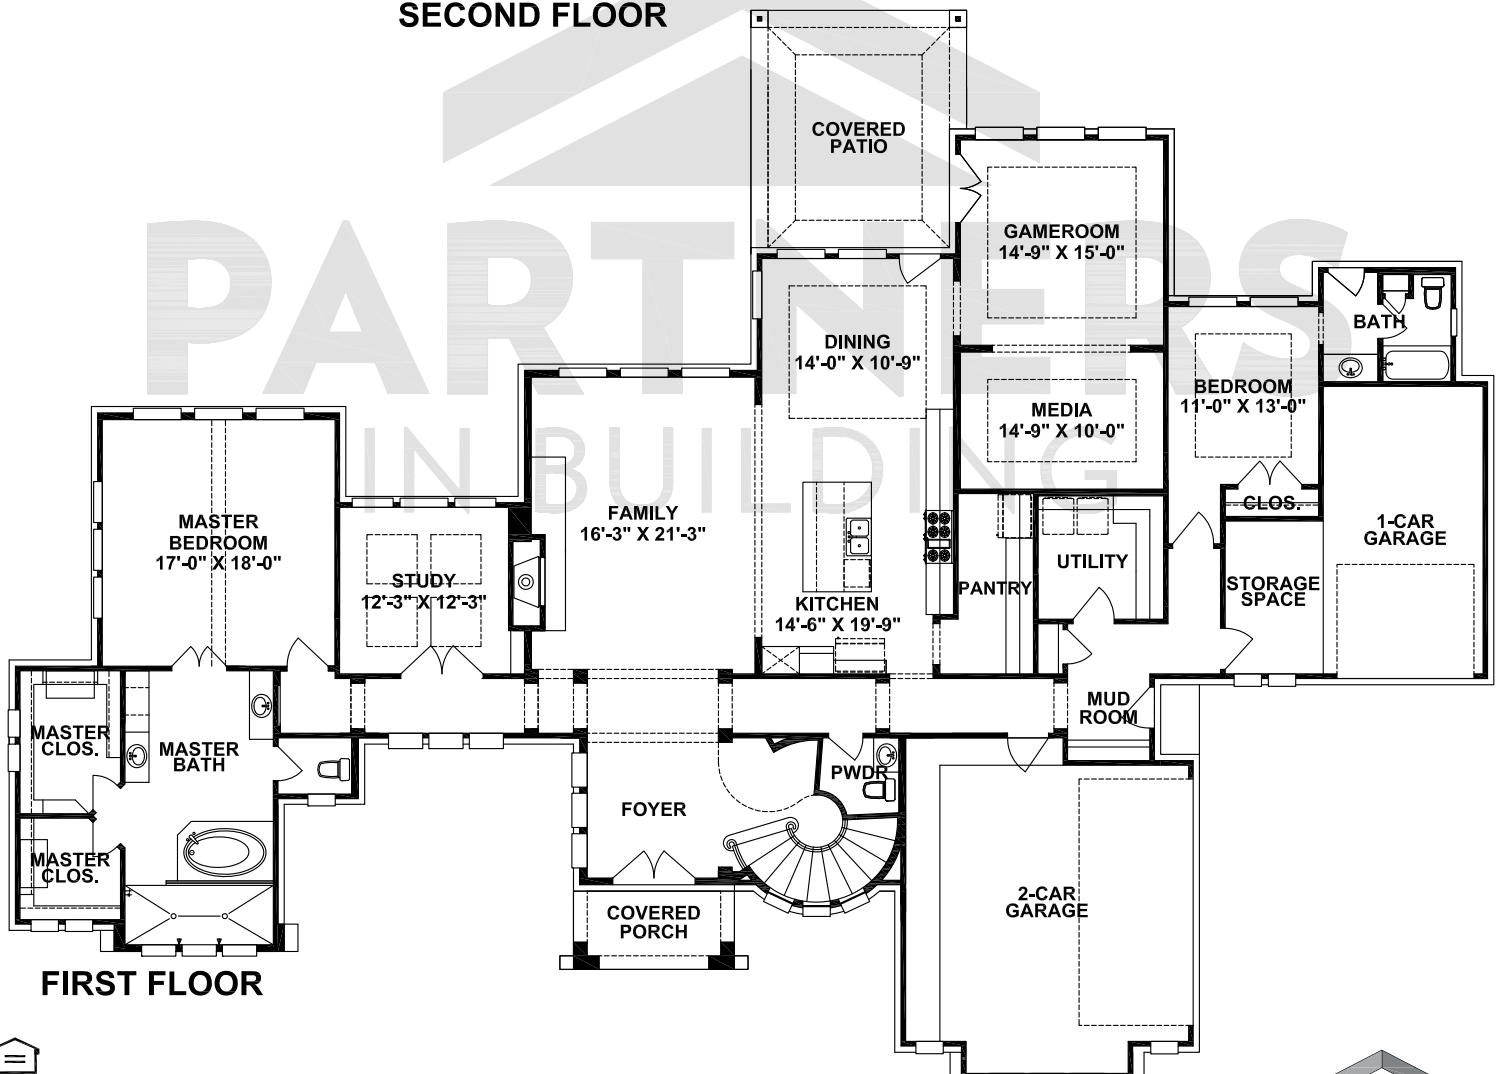 SECOND FLOOR
COVERED
PATIO
GAMEROOM
14'-9" X 15'-0"
PARTNERS
IN BUILDING
DINING
14'-0" X 10'-9"
BATH
BEDROOM
11'-0" X 13'-0"
MEDIA
14'-9" X 10'-0"
CLOS.
1-CAR
GARAGE
MASTER
BEDROOM
17'-0" X 18'-0"
FAMILY
16'-3" X 21'-3"
STUDY
12'-3" X 12'-3"
UTILITY
PANTRY
STORAGE
SPACE
KITCHEN
14'-6" X 19'-9"
MUD
ROOM
MASTER
CLOS.
MASTER
BATH
PWDR
FOYER
MASTER
CLOS.
2-CAR
GARAGE
COVERED
PORCH
FIRST FLOOR